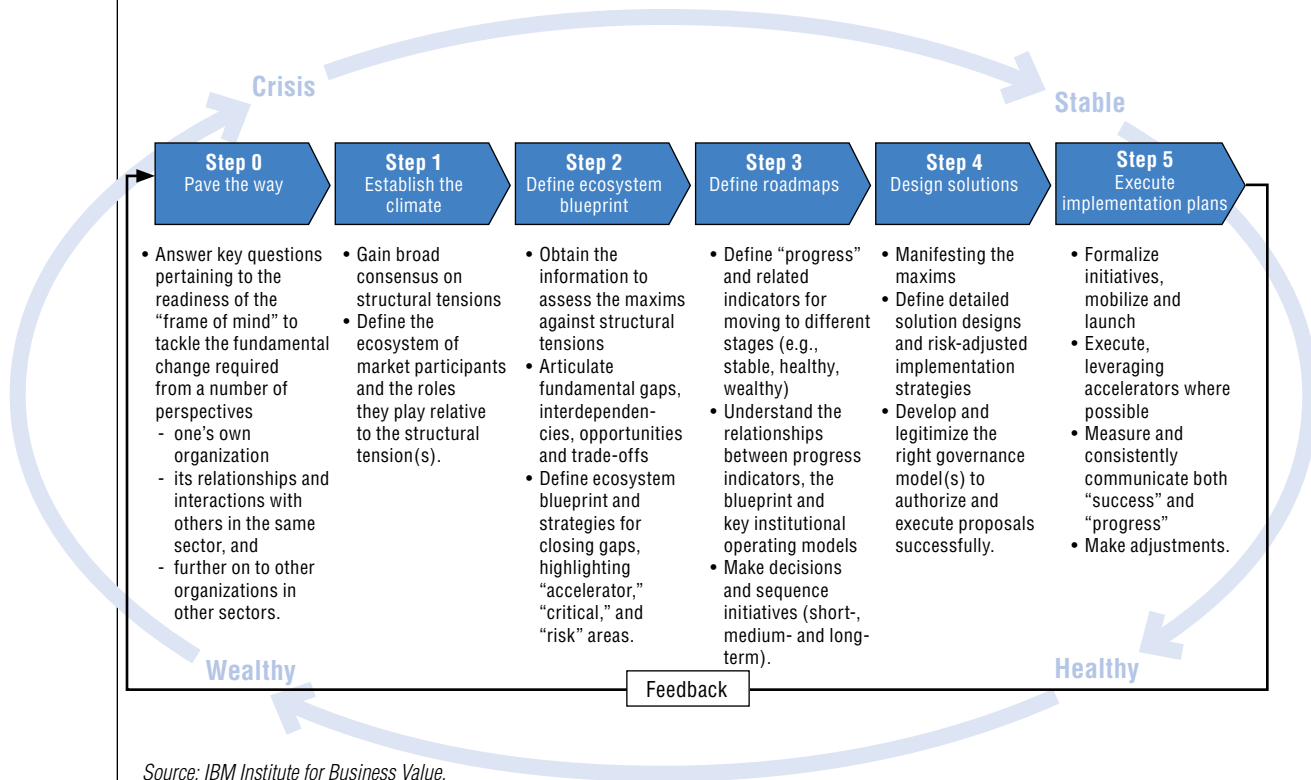 Crisis
Stable
Step 0
Pave the way
Step 1
Establish the
climate
Step 2
Define ecosystem
blueprint
Step 3
Define roadmaps
Step 4
Design solutions
Step 5
Execute
implementation plans
• Answer key questions
pertaining to the
readiness of the
“frame of mind” to
tackle the fundamental
change required
from a number of
perspectives
- one’s own
organization
- its relationships and
interactions with
others in the same
sector, and
- further on to other
organizations in
other sectors.
• Gain broad
consensus on
structural tensions
• Define the
ecosystem of
market participants
and the roles
they play relative
to the structural
tension(s).
• Obtain the
information to
assess the maxims
against structural
tensions
• Articulate
fundamental gaps,
interdependen-
cies, opportunities
and trade-offs
• Define ecosystem
blueprint and
strategies for
closing gaps,
highlighting
“accelerator,”
“critical,” and
“risk” areas.
• Define “progress”
and related
indicators for
moving to different
stages (e.g.,
stable, healthy,
wealthy)
• Understand the
relationships
between progress
indicators, the
blueprint and
key institutional
operating models
• Make decisions
and sequence
initiatives (short-,
medium- and long-
term).
• Manifesting the
maxims
• Define detailed
solution designs
and risk-adjusted
implementation
strategies
• Develop and
legitimize the
right governance
model(s) to
authorize and
execute proposals
successfully.
• Formalize
initiatives,
mobilize and
launch
• Execute,
leveraging
accelerators where
possible
• Measure and
consistently
communicate both
“success” and
“progress”
• Make adjustments.
Wealthy
Healthy
Feedback
Source: IBM Institute for Business Value.